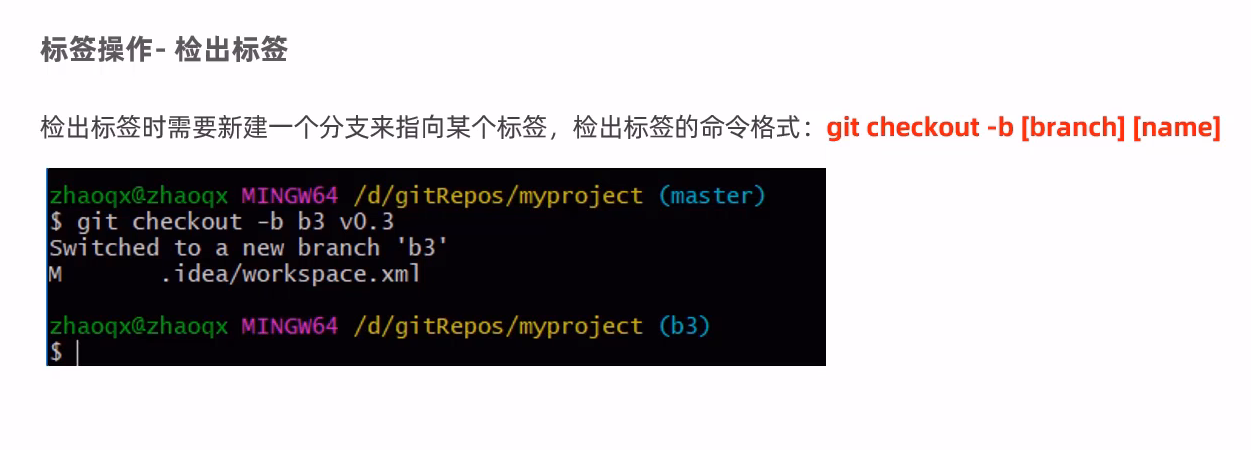 标签操作- 检出标签
检出标签时需要新建一个分支来指向某个标签，检出标签的命令格式：git checkout -b [branch] [name]
zhaoqx@zhaoqx MINGW64 /d/gitRepos/myproject (master)
$ git checkout -b b3 v0.3
Switched to a new branch 'b3'
M       .idea/workspace.xml
zhaoqx@zhaoqx MINGW64 /d/gitRepos/myproject (b3)
$